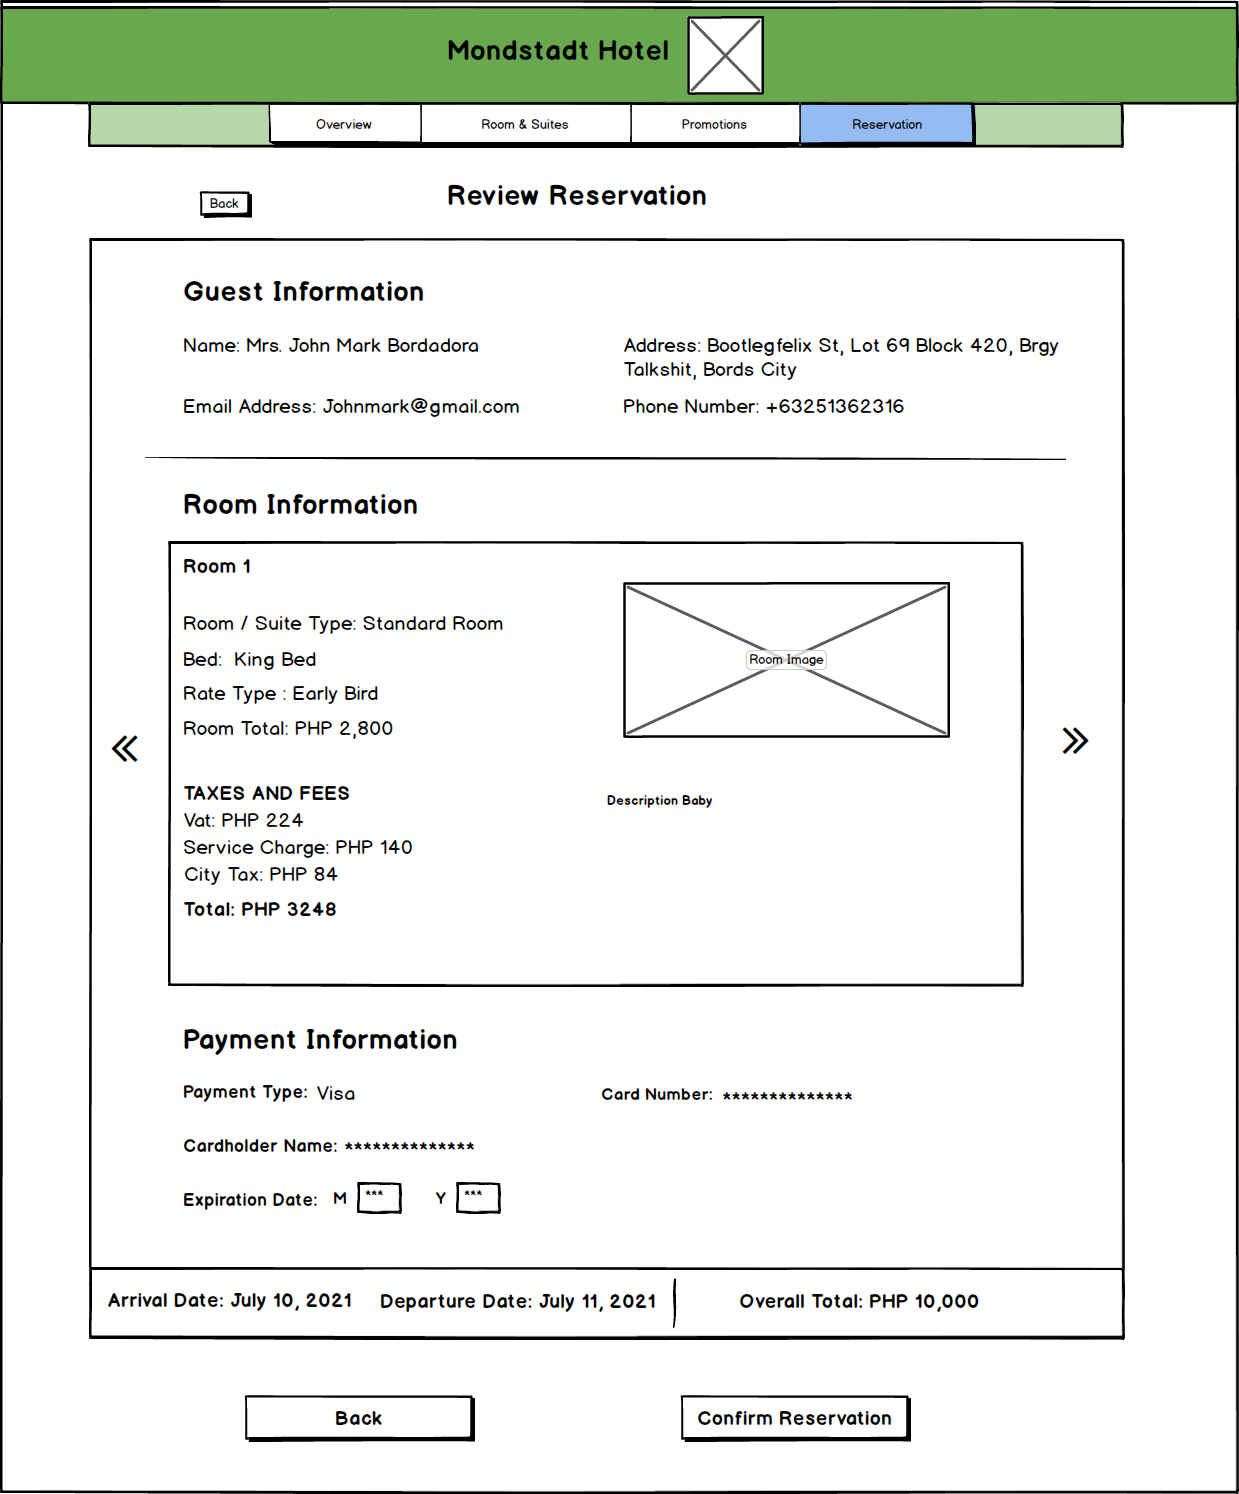 Mondstadt Hotel
Overview
Room & Suites
Promotions
Reservation
Back
Review Reservation
Guest Information
Name: Mrs. John Mark Bordadora
Address: Bootlegfelix St, Lot 69 Block 420, Brgy
Talkshit, Bords City
Email Address: Johnmark@gmail.com
Phone Number: +63251362316
Room Information
Room 1
Room / Suite Type: Standard Room
Bed: King Bed
Rate Type : Early Bird
Room Total: PHP 2,800
Room Image
TAXES AND FEES
Vat: PHP 224
Service Charge: PHP 140
City Tax: PHP 84
Total: PHP 3248
Description Baby
Payment Information
Payment Type: Visa
Card Number: **************
Cardholder Name: **************
Expiration Date: M *** Y ***
Arrival Date: July 10, 2021
Departure Date: July 11, 2021
Overall Total: PHP 10,000
Back
Confirm Reservation